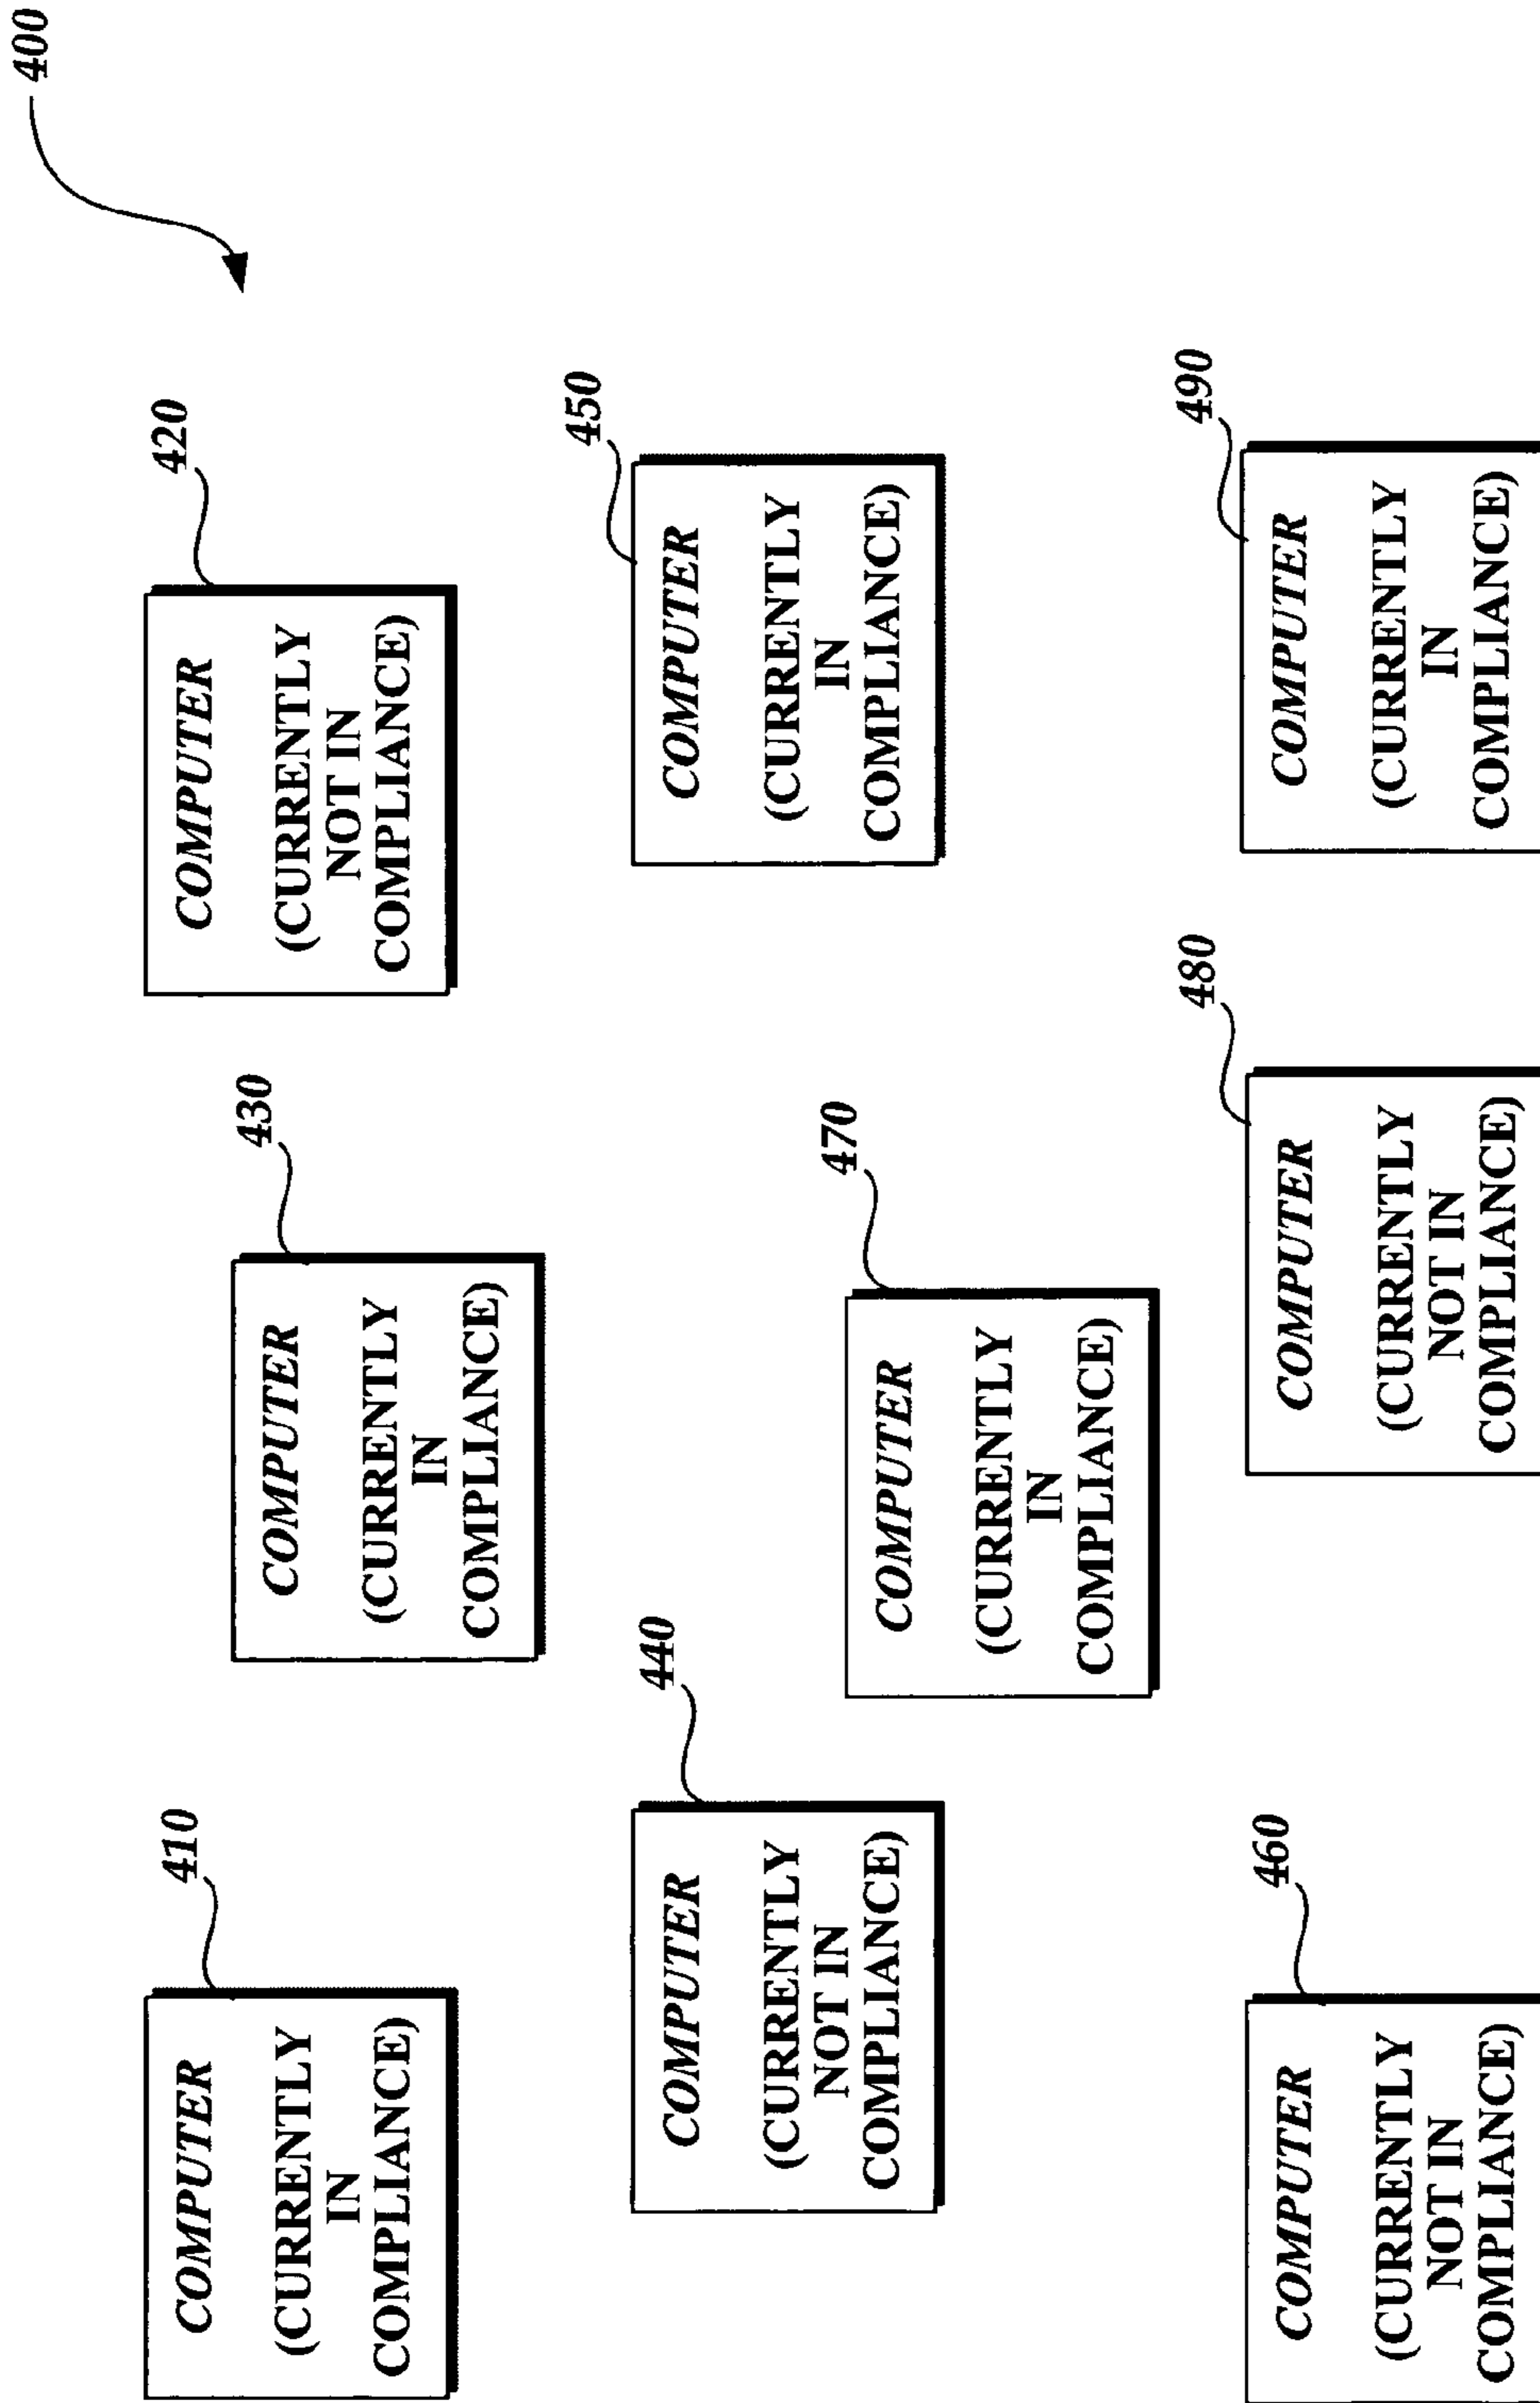 400
410
COMPUTER
(CURRENTLY
IN
COMPLIANCE)
430
COMPUTER
(CURRENTLY
IN
COMPLIANCE)
420
COMPUTER
(CURRENTLY
NOT IN
COMPLIANCE)
440
COMPUTER
(CURRENTLY
NOT IN
COMPLIANCE)
450
COMPUTER
(CURRENTLY
IN
COMPLIANCE)
470
COMPUTER
(CURRENTLY
IN
COMPLIANCE)
460
COMPUTER
(CURRENTLY
NOT IN
COMPLIANCE)
480
COMPUTER
(CURRENTLY
NOT IN
COMPLIANCE)
490
COMPUTER
(CURRENTLY
IN
COMPLIANCE)